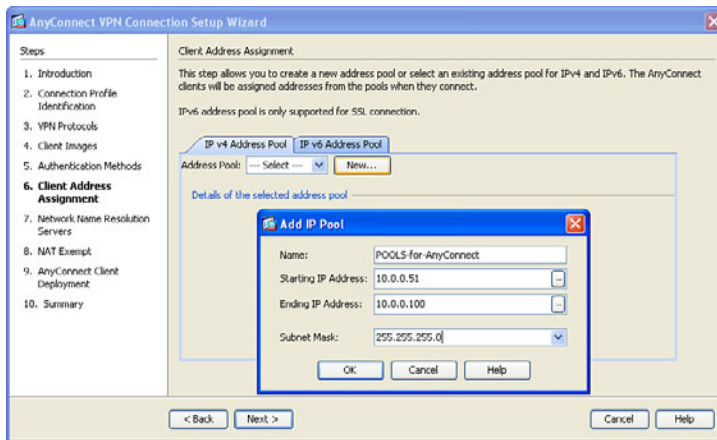 AnyConnect VPN Connection Setup Wizard
Steps
1. Introduction
2. Connection Profile
Identification
3. VPN Protocols
4. Client Images
5. Authentication Methods
6. Client Address
Assignment
7. Network Name Resolution
Servers
8. NAT Exempt
9. AnyConnect Client
Deployment
10. Summary
Client Address Assignment
This step allows you to create a new address pool or select an existing address pool for IPv4 and IPv6. The AnyConnect
clients will be assigned addresses from the pools when they connect.
IPv6 address pool is only supported for SSL connection.
IP v4 Address Pool IP v6 Address Pool
Address Pool: --- Select --- New...
Details of the selected address pool
Add IP Pool
Name: POOLS-for-AnyConnect
Starting IP Address: 10.0.0.51 ...
Ending IP Address: 10.0.0.100 ...
Subnet Mask: 255.255.255.0
OK Cancel Help
< Back Next > Cancel Help